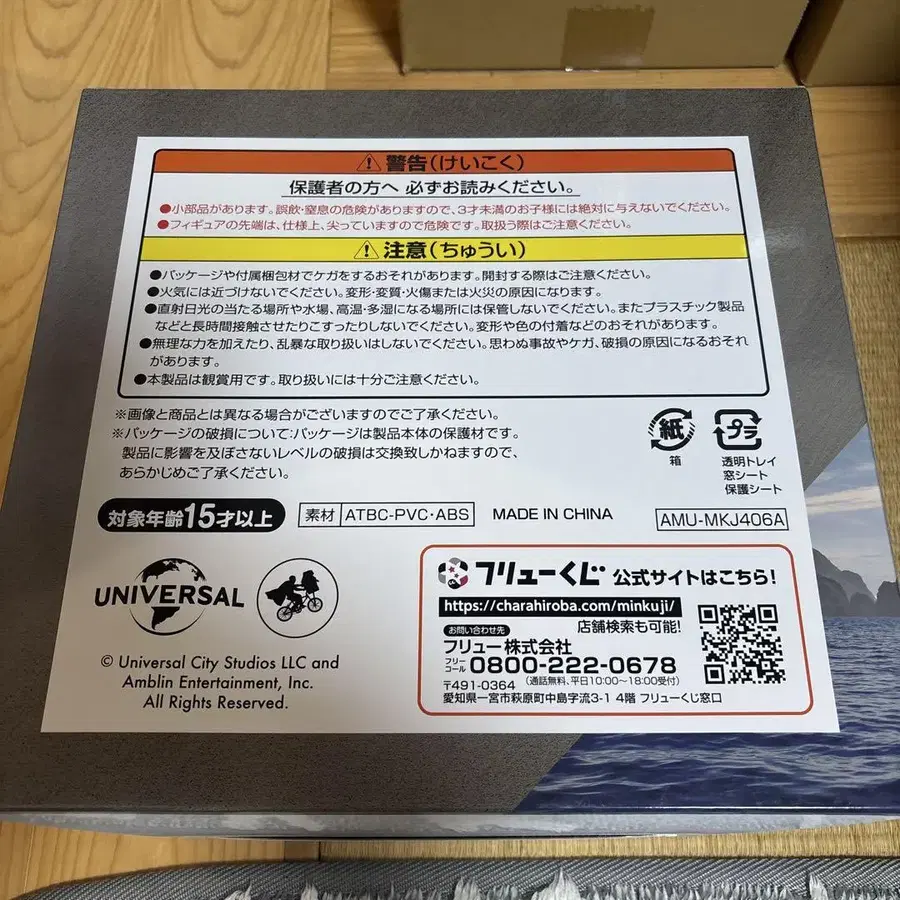 ⚠警告(けいこく)
保護者の方へ 必ずお読みください。
●小部品があります。誤飲・窒息の危険がありますので、3才未満のお子様には絶対に与えないでください。
●フィギュアの先端は、仕様上、尖っていますので危険です。取扱う際はご注意ください。
⚠注意(ちゅうい)
●パッケージや付属梱包材でケガをするおそれがあります。開封する際はご注意ください。
●火気には近づけないでください。変形・変質・火傷または火災の原因になります。
●直射日光の当たる場所や水場、高温・多湿になる場所には保管しないでください。またプラスチック製品
などと長時間接触させたりこすったりしないでください。変形や色の付着などのおそれがあります。
●無理な力を加えたり、乱暴な取り扱いはしないでください。思わぬ事故やケガ、破損の原因になるおそれ
があります。
●本製品は観賞用です。取り扱いには十分ご注意ください。
※画像と商品とは異なる場合がございますのでご了承ください。
※パッケージの破損について:パッケージは製品本体の保護材です。
製品に影響を及ぼさないレベルの破損は交換致しかねますので、
あらかじめご了承ください。
紙
箱
プラ
透明トレイ
窓シート
保護シート
対象年齢15才以上
素材 ATBC-PVC・ABS
MADE IN CHINA
AMU-MKJ406A
UNIVERSAL
© Universal City Studios LLC and
Amblin Entertainment, Inc.
All Rights Reserved.
フリューくじ 公式サイトはこちら!
https://charahiroba.com/minkuji/
店舗検索も可能!
お問い合わせ先
フリュー株式会社
フリーコール 0800-222-0678
(通話無料、平日10:00〜18:00受付)
〒491-0364
愛知県一宮市萩原町中島字流3-1 4階 フリューくじ窓口